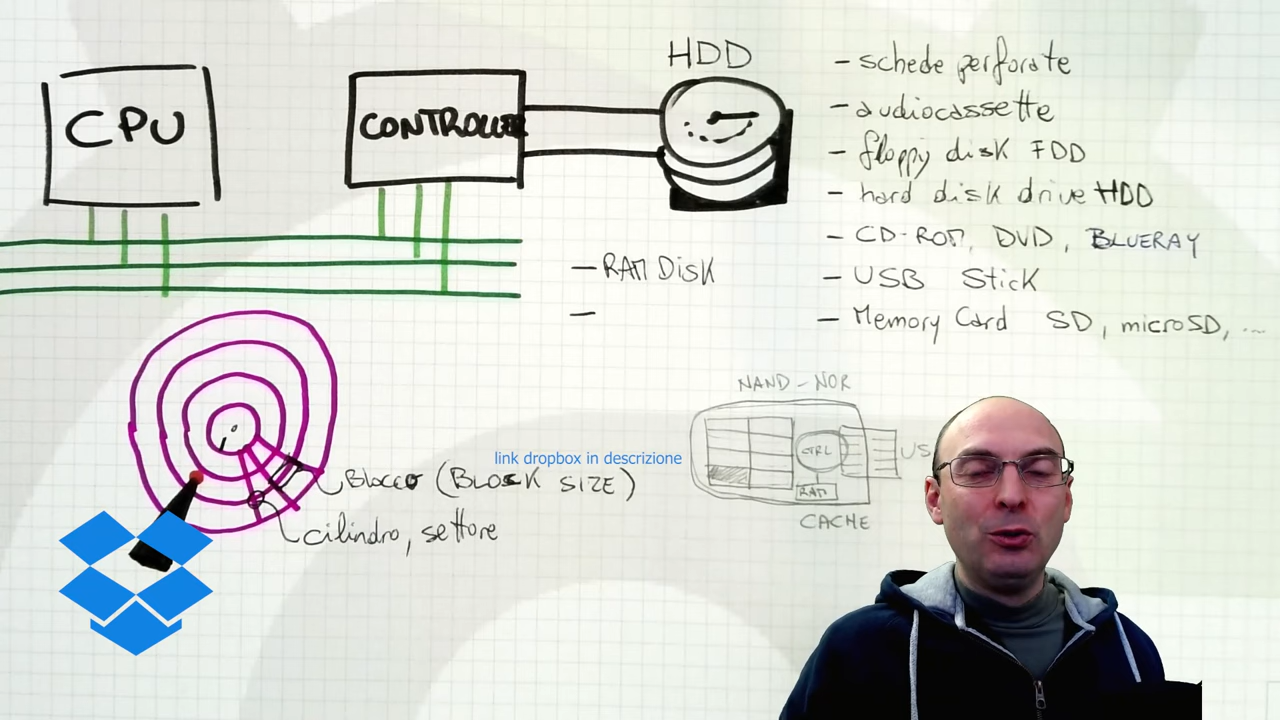 HDD
CPU
CONTROLLER
- schede perforate
- audiocassette
- floppy disk FDD
- hard disk drive HDD
- CD-ROM, DVD, BLUERAY
- USB Stick
- Memory Card SD, microSD, ...
- RAM Disk
-
NAND - NOR
CTRL
US
RAM
CACHE
link dropbox in descrizione
Blocco (BLOCK SIZE)
cilindro, settore